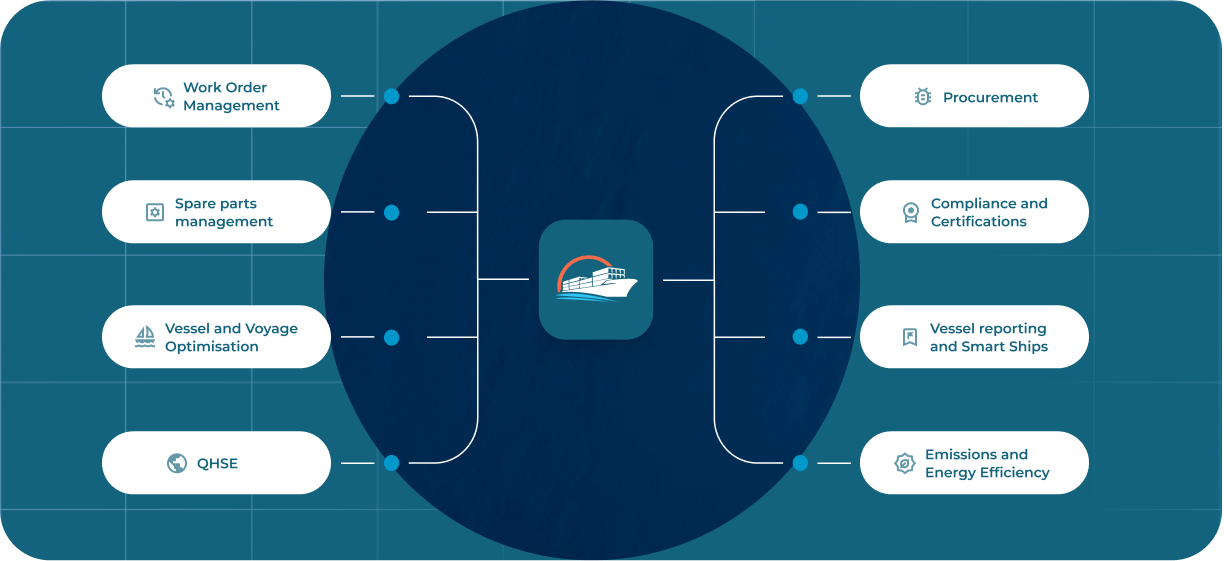 Work Order
Management
Spare parts
management
Vessel and Voyage
Optimisation
QHSE
Procurement
Compliance and
Certifications
Vessel reporting
and Smart Ships
Emissions and
Energy Efficiency